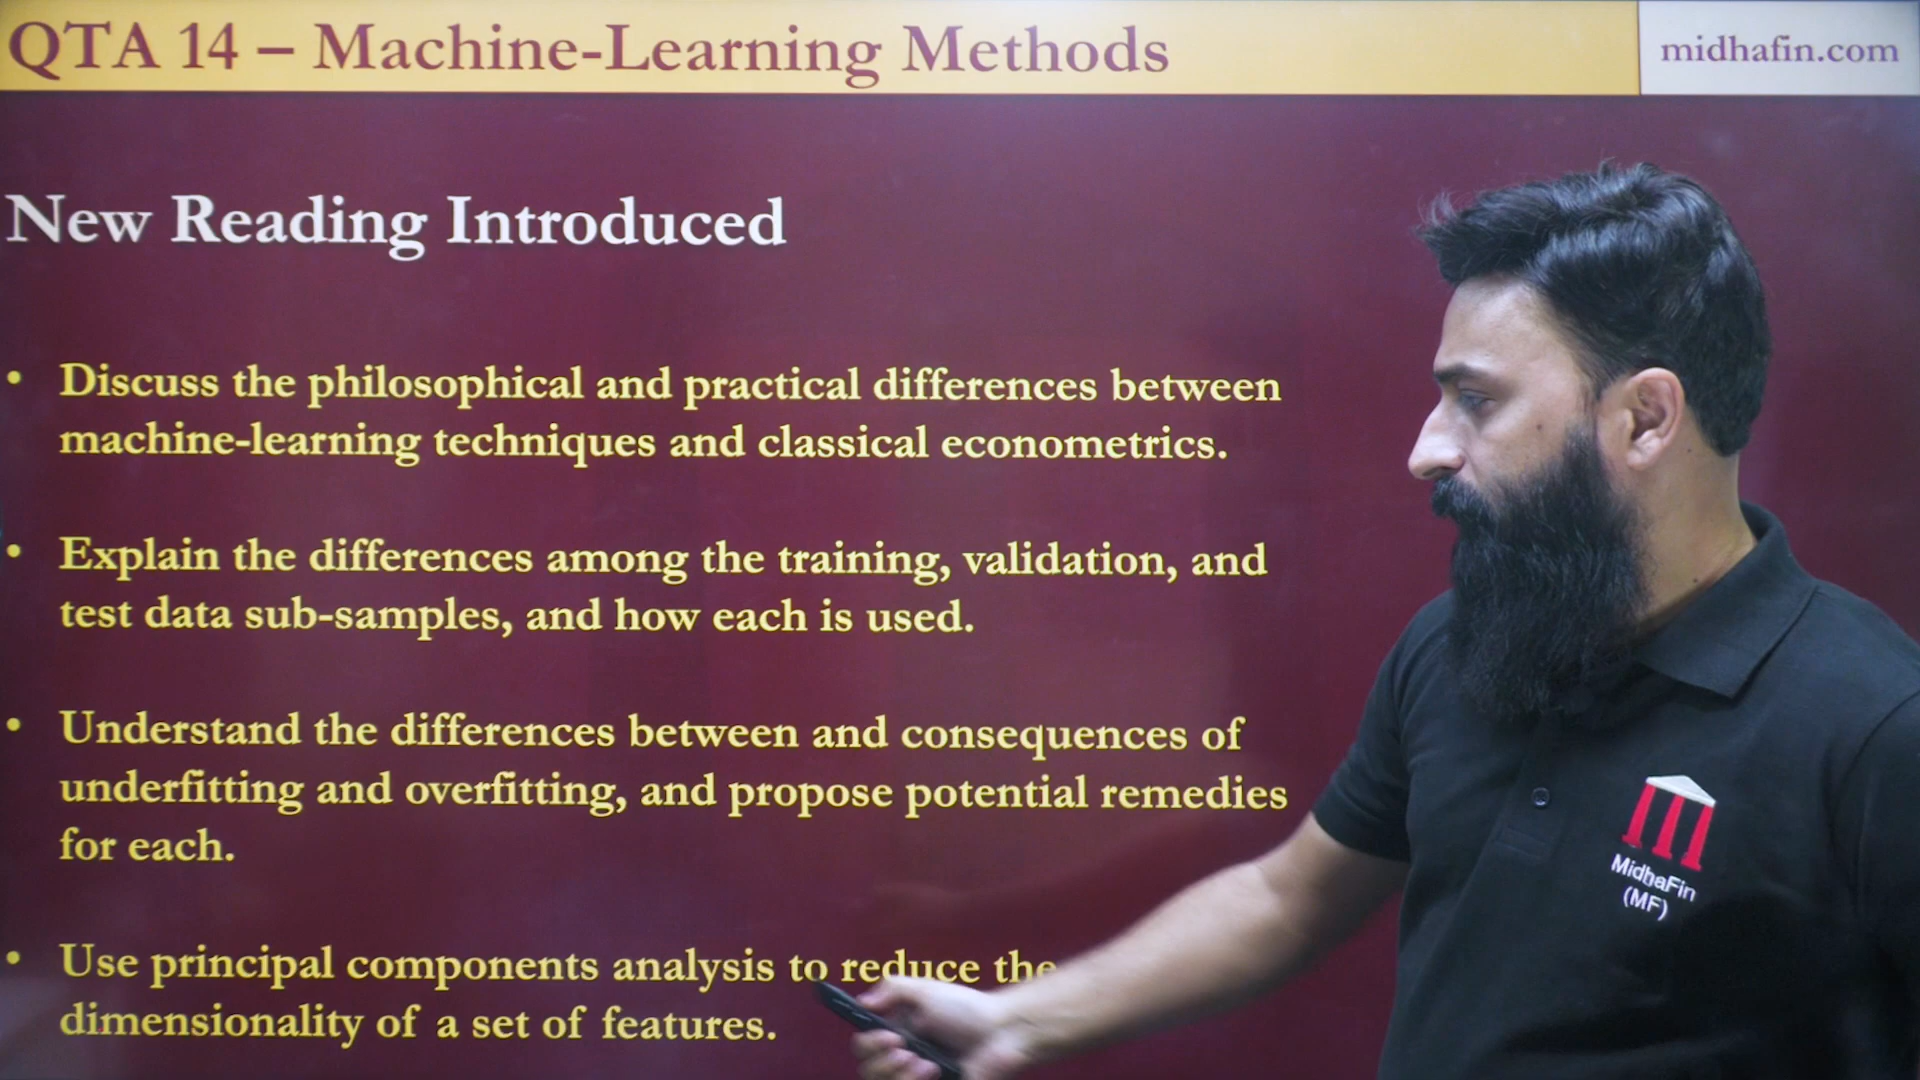 QTA 14 – Machine-Learning Methods
midhafin.com
New Reading Introduced
• Discuss the philosophical and practical differences between
machine-learning techniques and classical econometrics.
• Explain the differences among the training, validation, and
test data sub-samples, and how each is used.
• Understand the differences between and consequences of
underfitting and overfitting, and propose potential remedies
for each.
• Use principal components analysis to reduce the
dimensionality of a set of features.
MidhaFin
(MF)